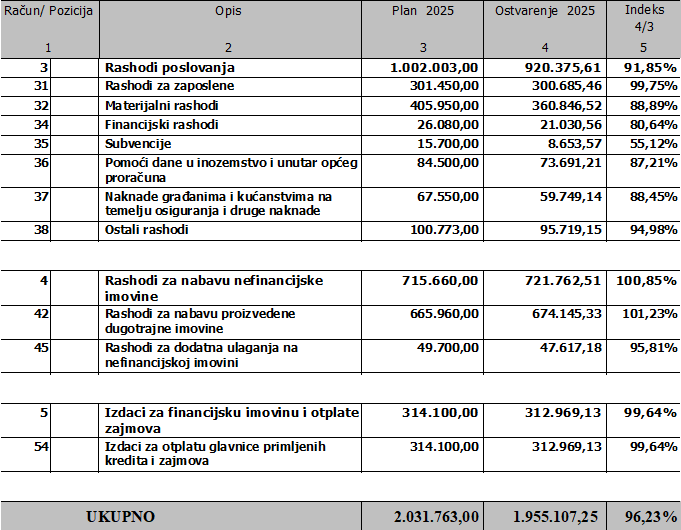 Račun/ Pozicija Opis Plan 2025 Ostvarenje 2025 Indeks
4/3
1 2 3 4 5
3 Rashodi poslovanja 1.002.003,00 920.375,61 91,85%
31 Rashodi za zaposlene 301.450,00 300.685,46 99,75%
32 Materijalni rashodi 405.950,00 360.846,52 88,89%
34 Financijski rashodi 26.080,00 21.030,56 80,64%
35 Subvencije 15.700,00 8.653,57 55,12%
36 Pomoći dane u inozemstvo i unutar općeg 84.500,00 73.691,21 87,21%
proračuna
37 Naknade građanima i kućanstvima na 67.550,00 59.749,14 88,45%
temelju osiguranja i druge naknade
38 Ostali rashodi 100.773,00 95.719,15 94,98%
4 Rashodi za nabavu nefinancijske 715.660,00 721.762,51 100,85%
imovine
42 Rashodi za nabavu proizvedene 665.960,00 674.145,33 101,23%
dugotrajne imovine
45 Rashodi za dodatna ulaganja na 49.700,00 47.617,18 95,81%
nefinancijskoj imovini
5 Izdaci za financijsku imovinu i otplate 314.100,00 312.969,13 99,64%
zajmova
54 Izdaci za otplatu glavnice primljenih 314.100,00 312.969,13 99,64%
kredita i zajmova
UKUPNO 2.031.763,00 1.955.107,25 96,23%